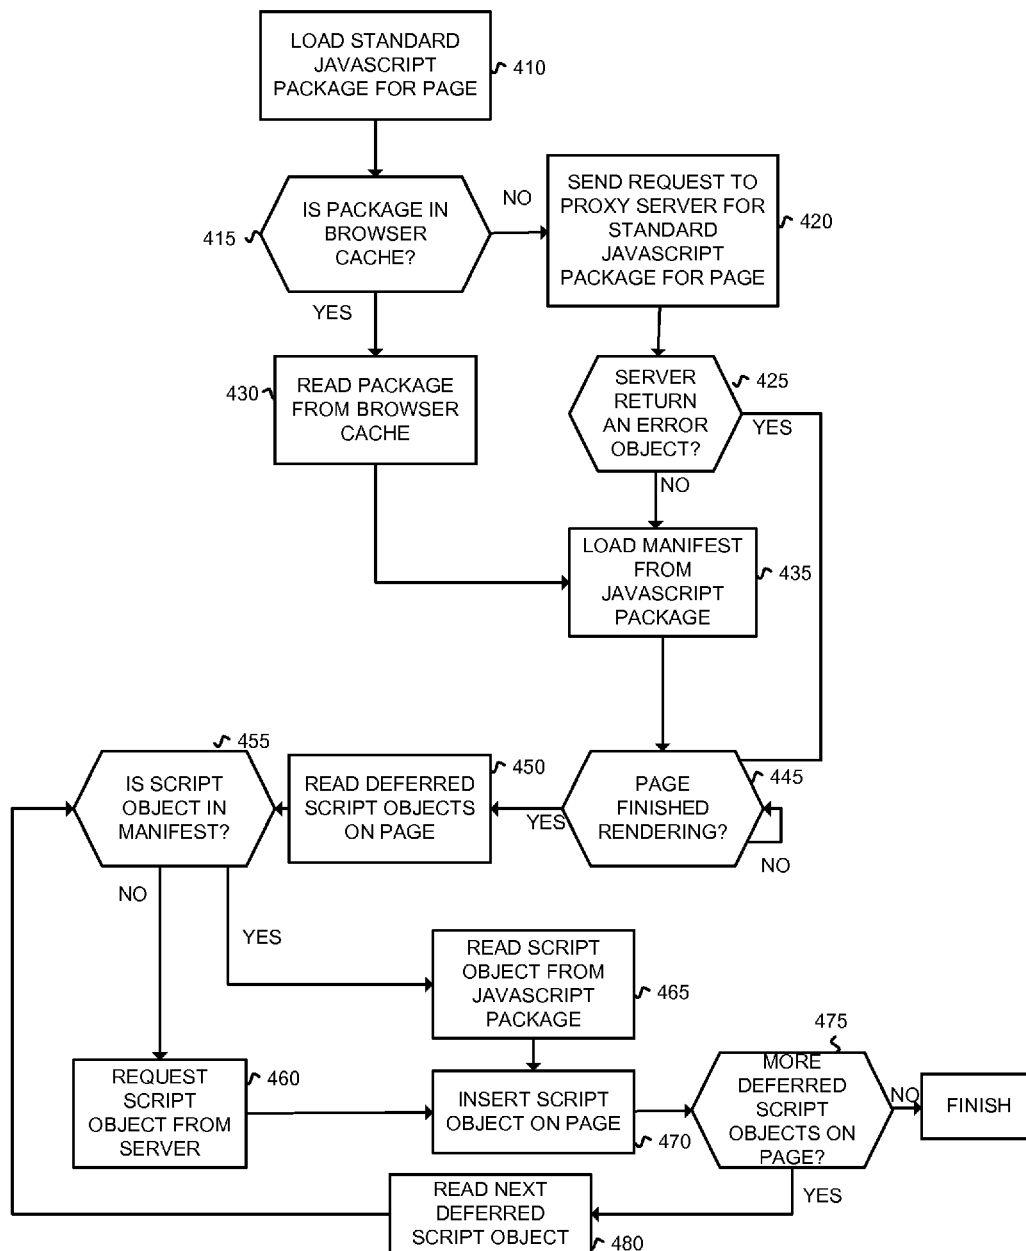 LOAD STANDARD
JAVASCRIPT
PACKAGE FOR PAGE
410
IS PACKAGE IN
BROWSER
CACHE?
415
NO
YES
SEND REQUEST TO
PROXY SERVER FOR
STANDARD
JAVASCRIPT
PACKAGE FOR PAGE
420
READ PACKAGE
FROM BROWSER
CACHE
430
SERVER
RETURN
AN ERROR
OBJECT?
425
YES
NO
LOAD MANIFEST
FROM
JAVASCRIPT
PACKAGE
435
PAGE
FINISHED
RENDERING?
445
YES
NO
READ DEFERRED
SCRIPT OBJECTS
ON PAGE
450
IS SCRIPT
OBJECT IN
MANIFEST?
455
NO
YES
READ SCRIPT
OBJECT FROM
JAVASCRIPT
PACKAGE
465
REQUEST
SCRIPT
OBJECT FROM
SERVER
460
INSERT SCRIPT
OBJECT ON PAGE
470
MORE
DEFERRED
SCRIPT
OBJECTS ON
PAGE?
475
NO
FINISH
YES
READ NEXT
DEFERRED
SCRIPT OBJECT
480